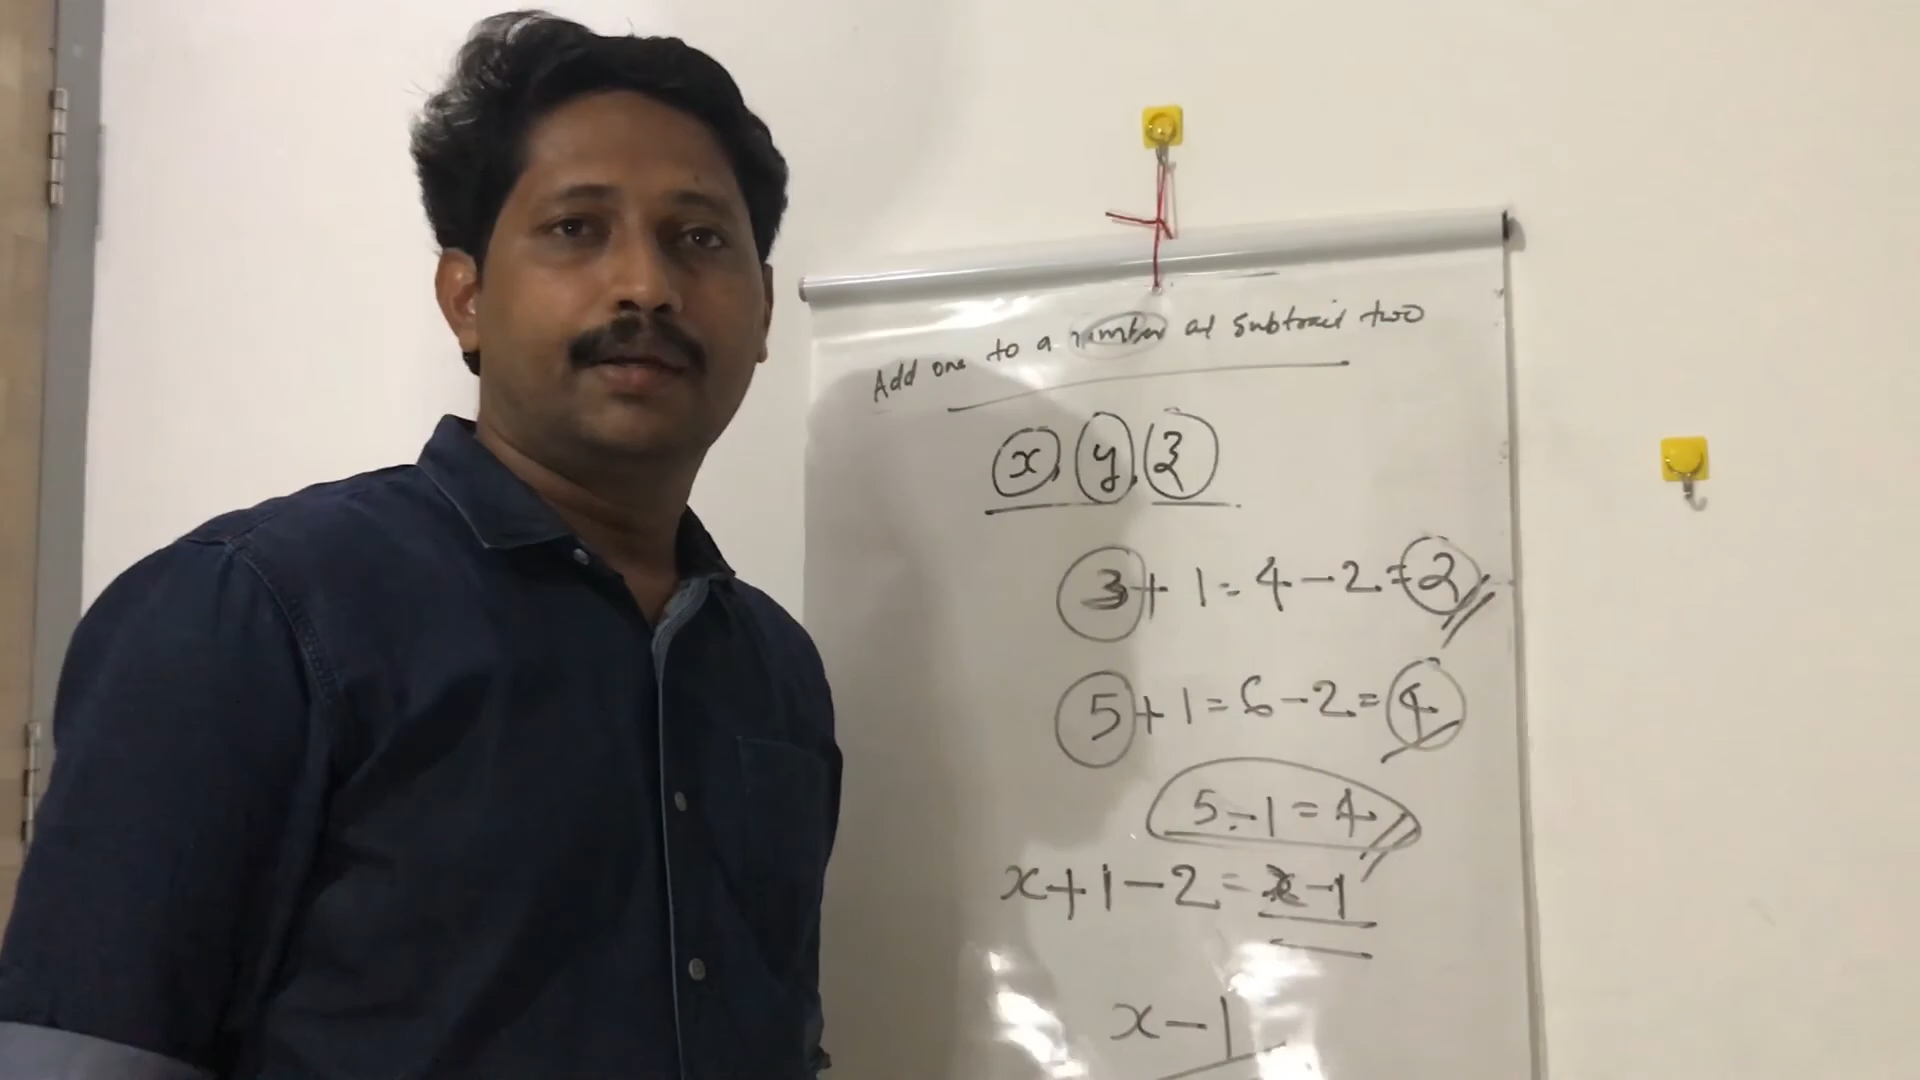 Add one to a number ad subtract two
x, y, z
3 + 1 = 4 - 2 = 2
5 + 1 = 6 - 2 = 4
5 - 1 = 4
x + 1 - 2 = x - 1
x - 1